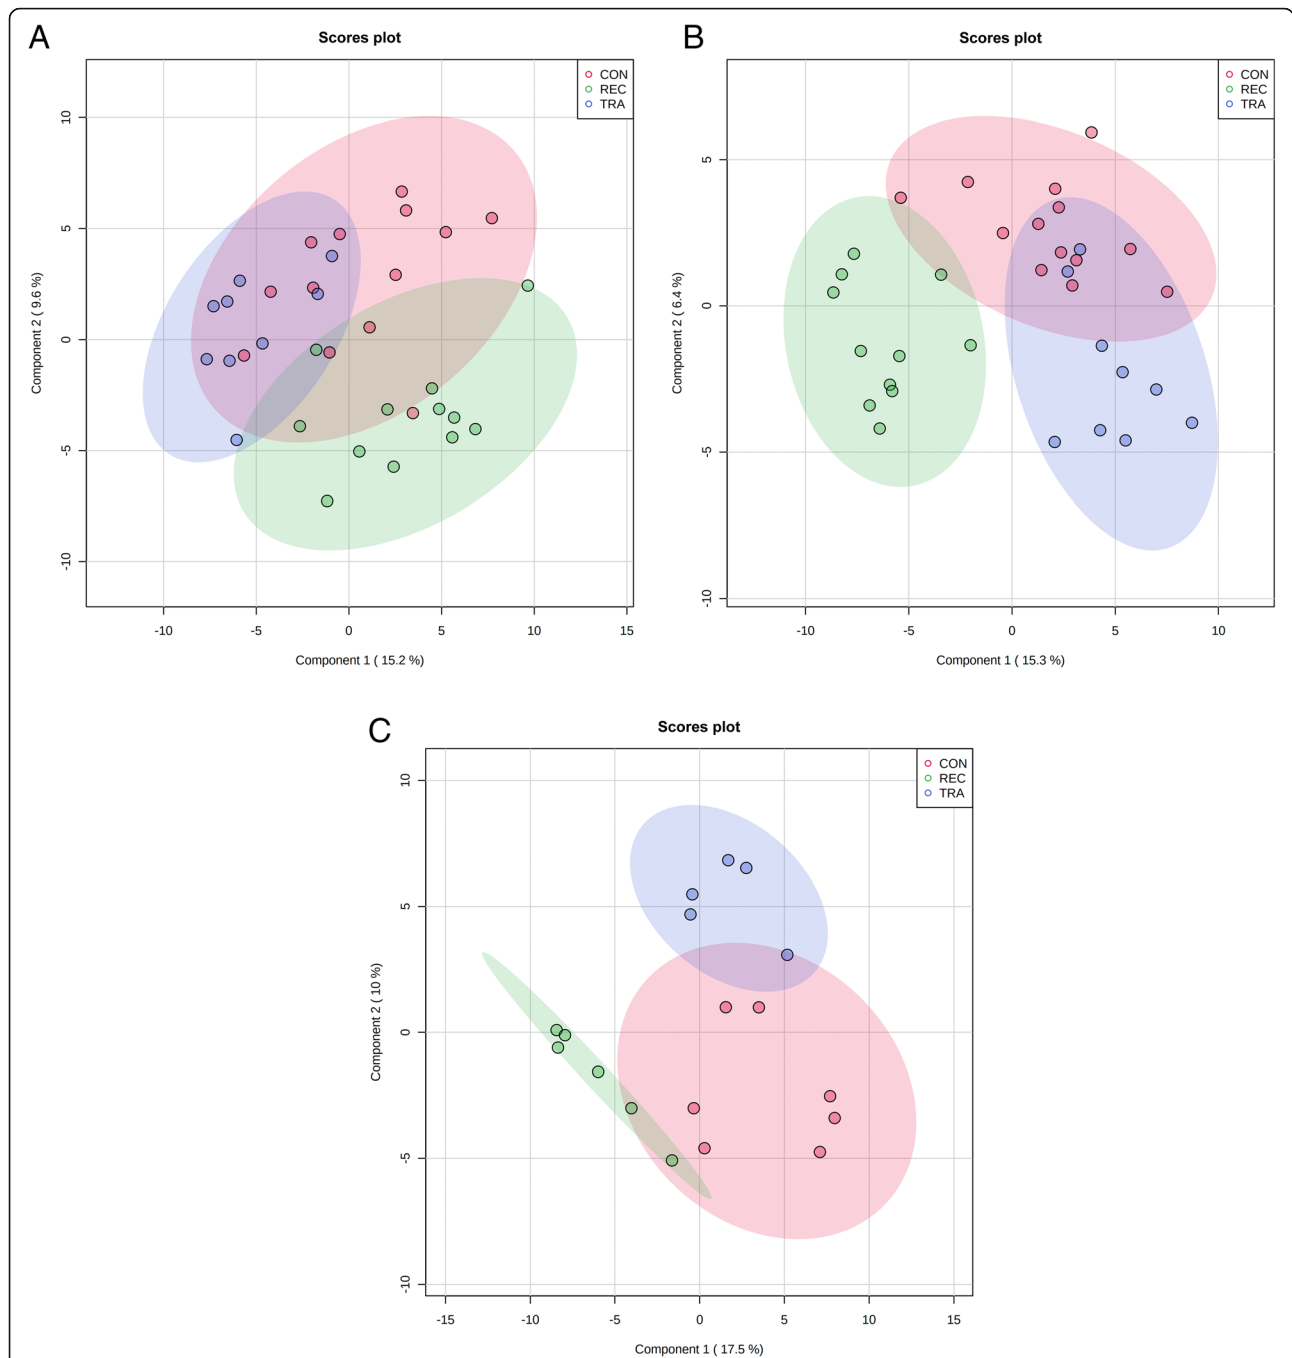 A
Scores plot
CON
REC
TRA
10
5
0
-5
-10
Component 2 ( 9.6 %)
-10
-5
0
5
10
15
Component 1 ( 15.2 %)
B
Scores plot
CON
REC
TRA
5
0
-5
-10
Component 2 ( 6.4 %)
-10
-5
0
5
10
Component 1 ( 15.3 %)
C
Scores plot
CON
REC
TRA
10
5
0
-5
-10
Component 2 ( 10 %)
-15
-10
-5
0
5
10
15
Component 1 ( 17.5 %)